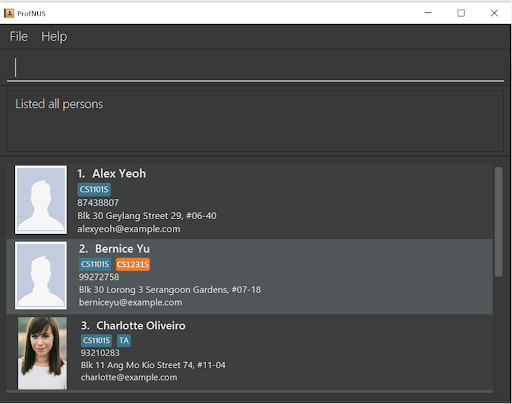 ProfNUS
File Help
Listed all persons
1. Alex Yeoh
CS1101S
87438807
Blk 30 Geylang Street 29, #06-40
alexyeoh@example.com
2. Bernice Yu
CS1101S CS1231S
99272758
Blk 30 Lorong 3 Serangoon Gardens, #07-18
berniceyu@example.com
3. Charlotte Oliveiro
CS1101S TA
93210283
Blk 11 Ang Mo Kio Street 74, #11-04
charlotte@example.com